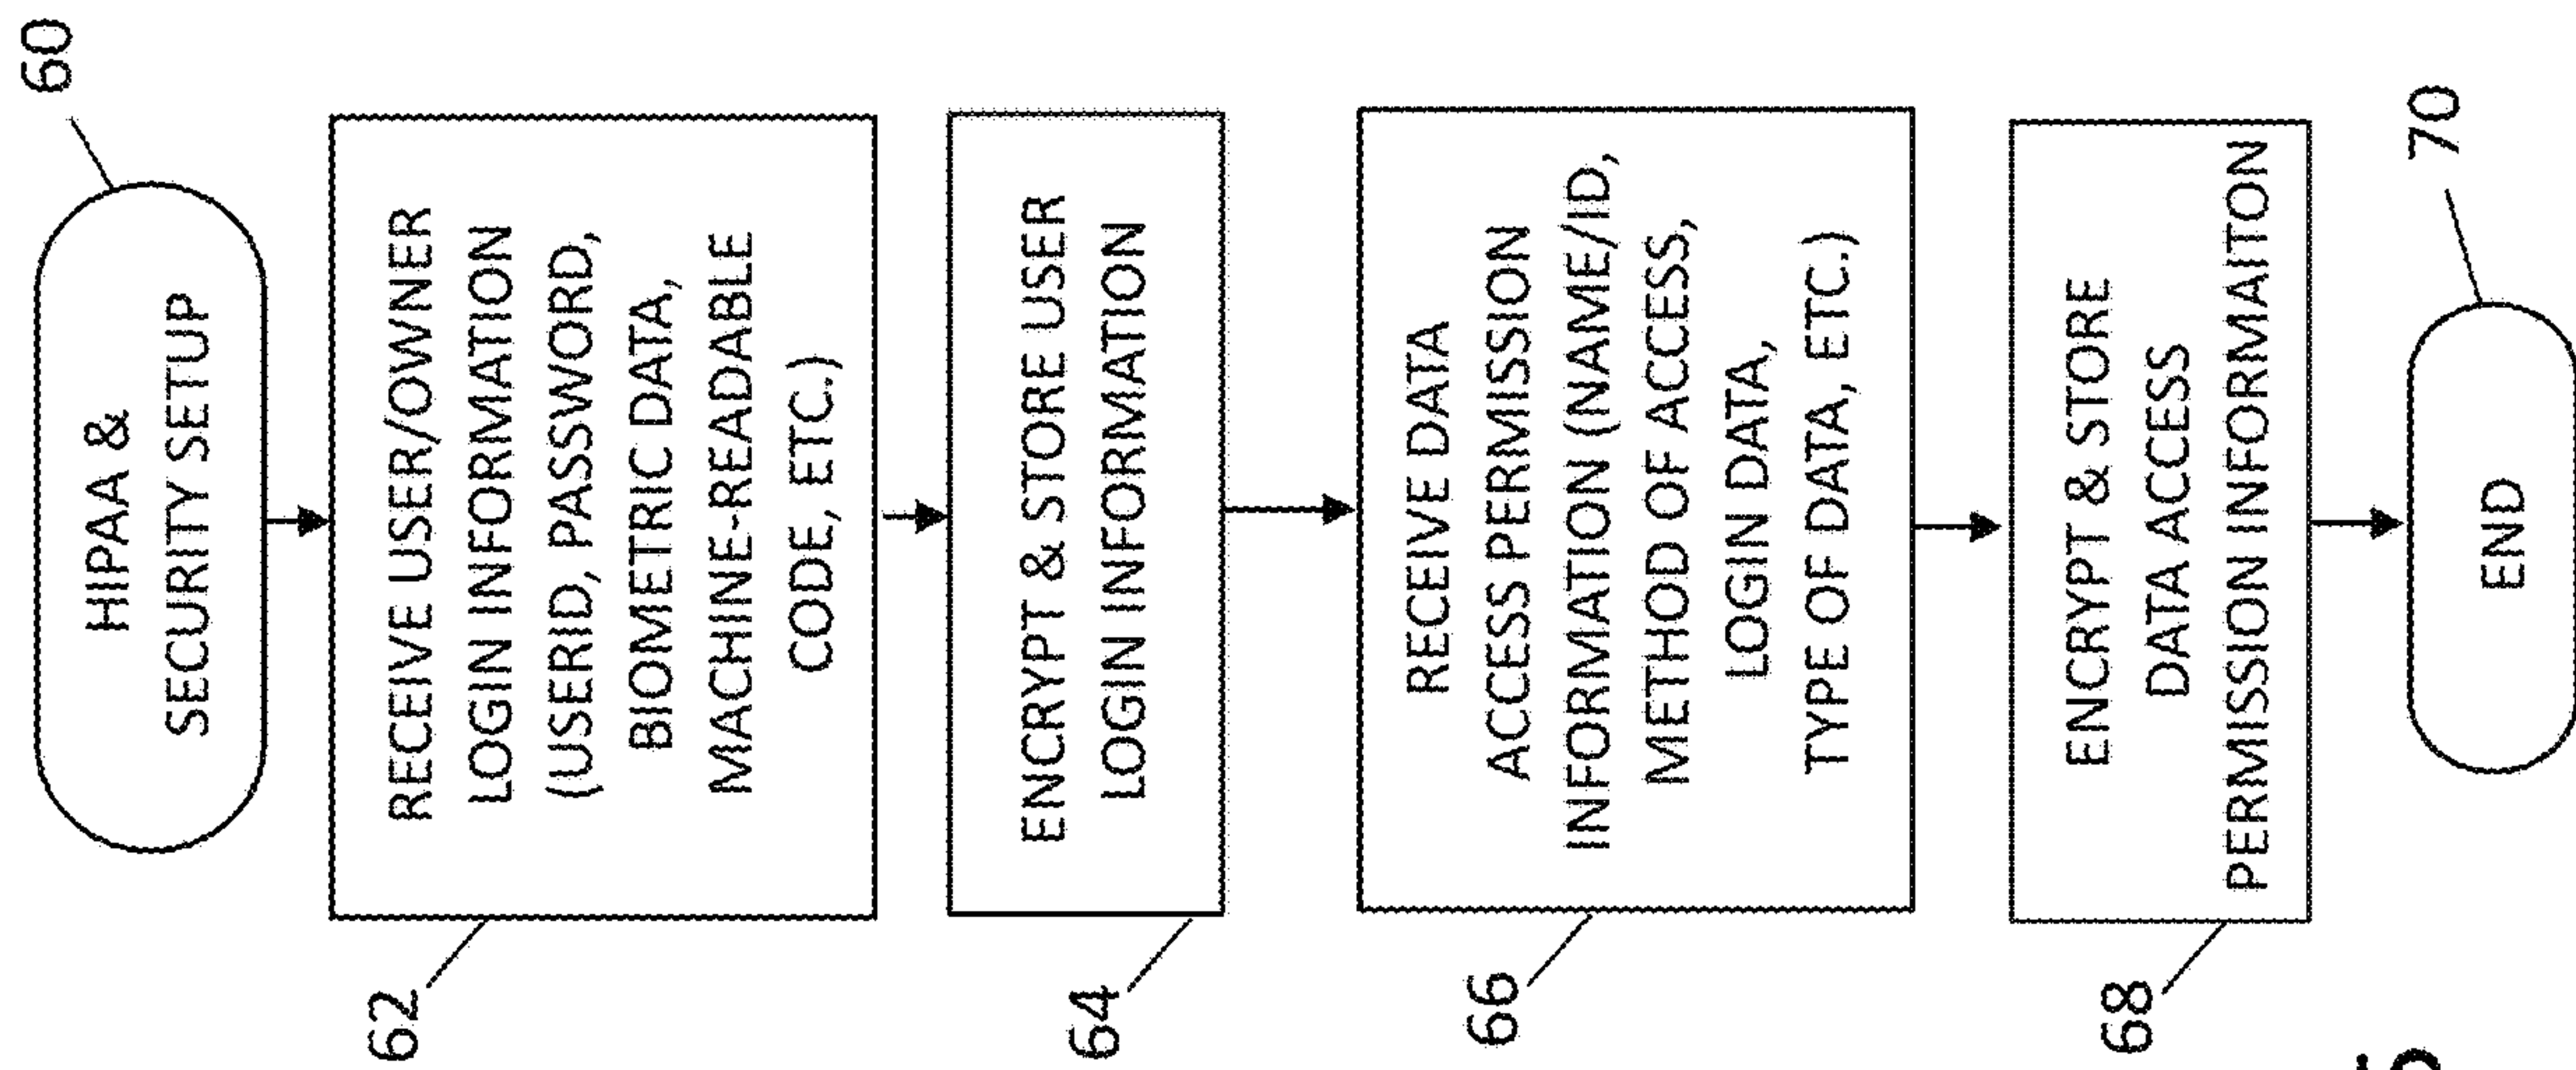 60
HIPAA &
SECURITY SETUP
62
RECEIVE USER/OWNER
LOGIN INFORMATION
(USERID, PASSWORD,
BIOMETRIC DATA,
MACHINE-READABLE
CODE, ETC.)
64
ENCRYPT & STORE USER
LOGIN INFORMATION
66
RECEIVE DATA
ACCESS PERMISSION
INFORMATION (NAME/ID,
METHOD OF ACCESS,
LOGIN DATA,
TYPE OF DATA, ETC.)
68
ENCRYPT & STORE
DATA ACCESS
PERMISSION INFORMAITON
70
END